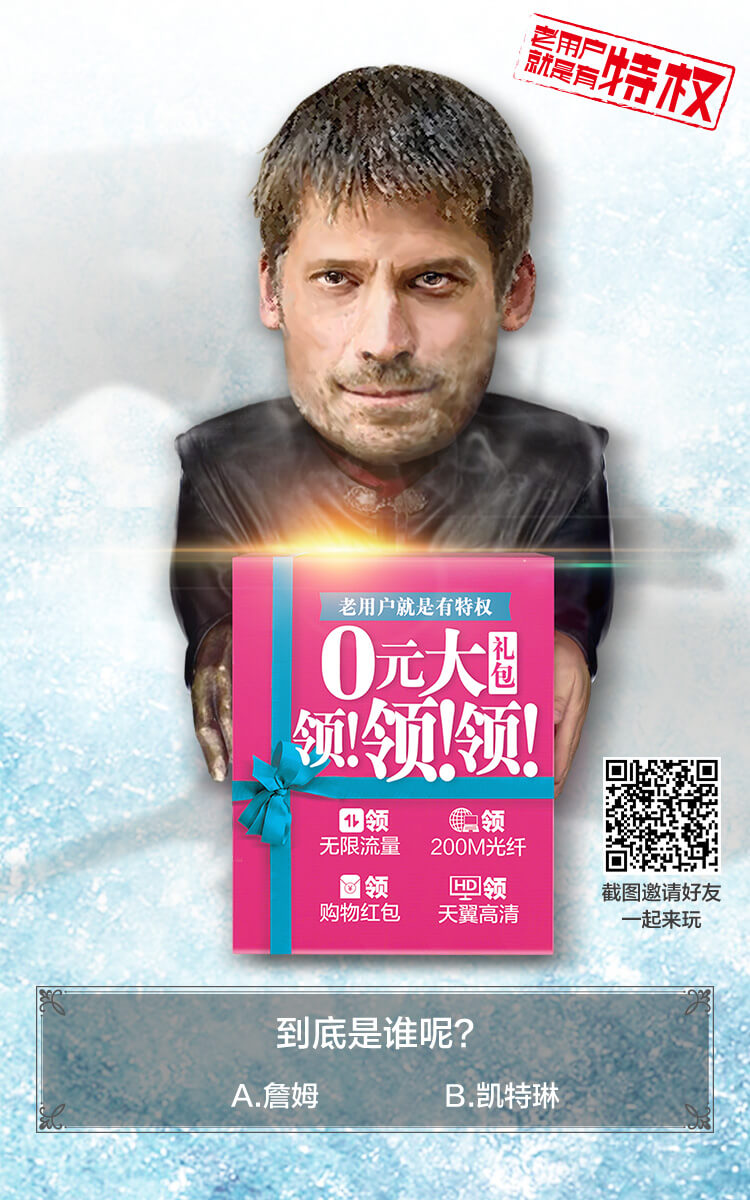 老用户
就是有特权
老用户就是有特权
0元大礼包
领!领!领!
领 领
无限流量 200M光纤
领 HD领
购物红包 天翼高清
截图邀请好友
一起来玩
到底是谁呢?
A.詹姆 B.凯特琳